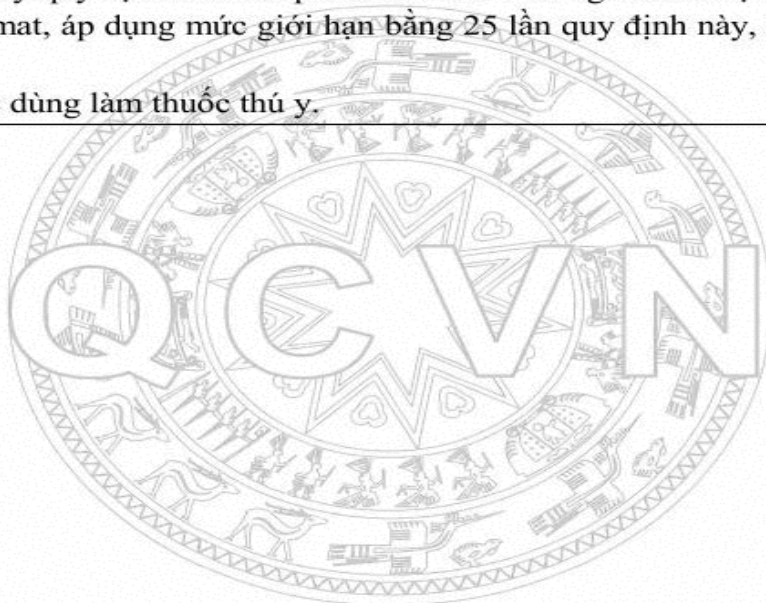 mat, áp dụng mức giới hạn bằng 25 lần quy định này,
dùng làm thuốc thú y.
QCVN